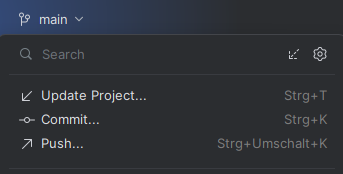 main
Search
Update Project... Strg+T
Commit... Strg+K
Push... Strg+Umschalt+K